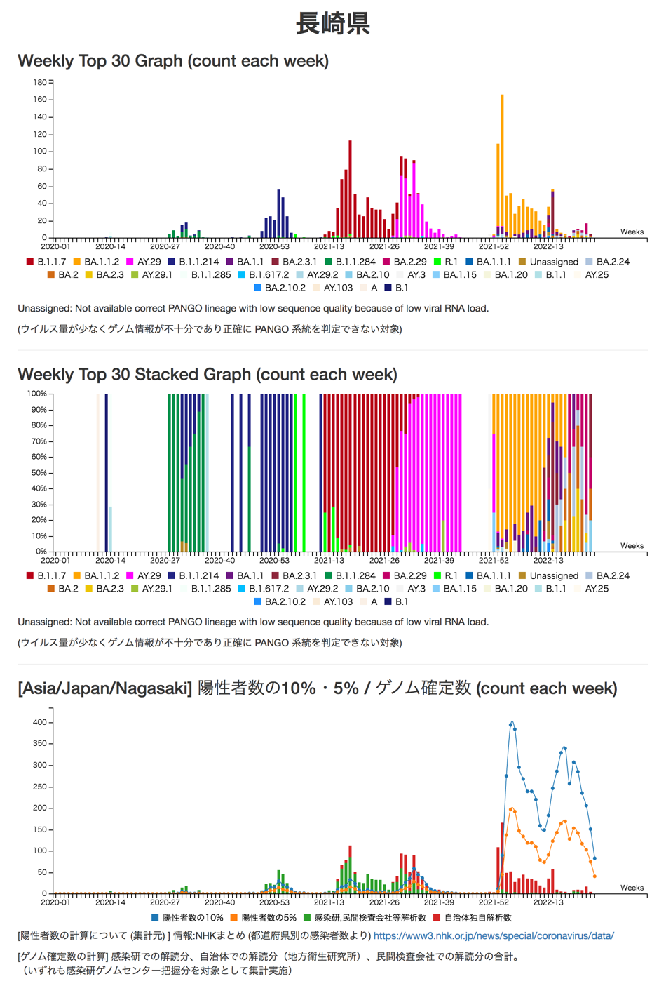 長崎県
Weekly Top 30 Graph (count each week)
180
160
140
120
100
80
60
40
20
0
Weeks
2020-01 2020-14 2020-27 2020-40 2020-53 2021-13 2021-26 2021-39 2021-52 2022-13
B.1.1.7 BA.1.1.2 AY.29 B.1.1.214 BA.1.1 BA.2.3.1 B.1.1.284 BA.2.29 R.1 BA.1.1.1 Unassigned BA.2.24
BA.2 BA.2.3 AY.29.1 B.1.1.285 B.1.617.2 AY.29.2 BA.2.10 AY.3 BA.1.15 BA.1.20 B.1.1 AY.25
BA.2.10.2 AY.103 A B.1
Unassigned: Not available correct PANGO lineage with low sequence quality because of low viral RNA load.
(ウイルス量が少なくゲノム情報が不十分であり正確に PANGO 系統を判定できない対象)
Weekly Top 30 Stacked Graph (count each week)
100%
90%
80%
70%
60%
50%
40%
30%
20%
10%
0%
Weeks
2020-01 2020-14 2020-27 2020-40 2020-53 2021-13 2021-26 2021-39 2021-52 2022-13
B.1.1.7 BA.1.1.2 AY.29 B.1.1.214 BA.1.1 BA.2.3.1 B.1.1.284 BA.2.29 R.1 BA.1.1.1 Unassigned BA.2.24
BA.2 BA.2.3 AY.29.1 B.1.1.285 B.1.617.2 AY.29.2 BA.2.10 AY.3 BA.1.15 BA.1.20 B.1.1 AY.25
BA.2.10.2 AY.103 A B.1
Unassigned: Not available correct PANGO lineage with low sequence quality because of low viral RNA load.
(ウイルス量が少なくゲノム情報が不十分であり正確に PANGO 系統を判定できない対象)
[Asia/Japan/Nagasaki] 陽性者数の10%・5% / ゲノム確定数 (count each week)
400
350
300
250
200
150
100
50
0
Weeks
2020-01 2020-14 2020-27 2020-40 2020-53 2021-13 2021-26 2021-39 2021-52 2022-13
陽性者数の10% 陽性者数の5% 感染研,民間検査会社等解析数 自治体独自解析数
[陽性者数の計算について (集計元) ] 情報:NHKまとめ (都道府県別の感染者数より) https://www3.nhk.or.jp/news/special/coronavirus/data/
[ゲノム確定数の計算] 感染研での解読分、自治体での解読分（地方衛生研究所）、民間検査会社での解読分の合計。
（いずれも感染研ゲノムセンター把握分を対象として集計実施）